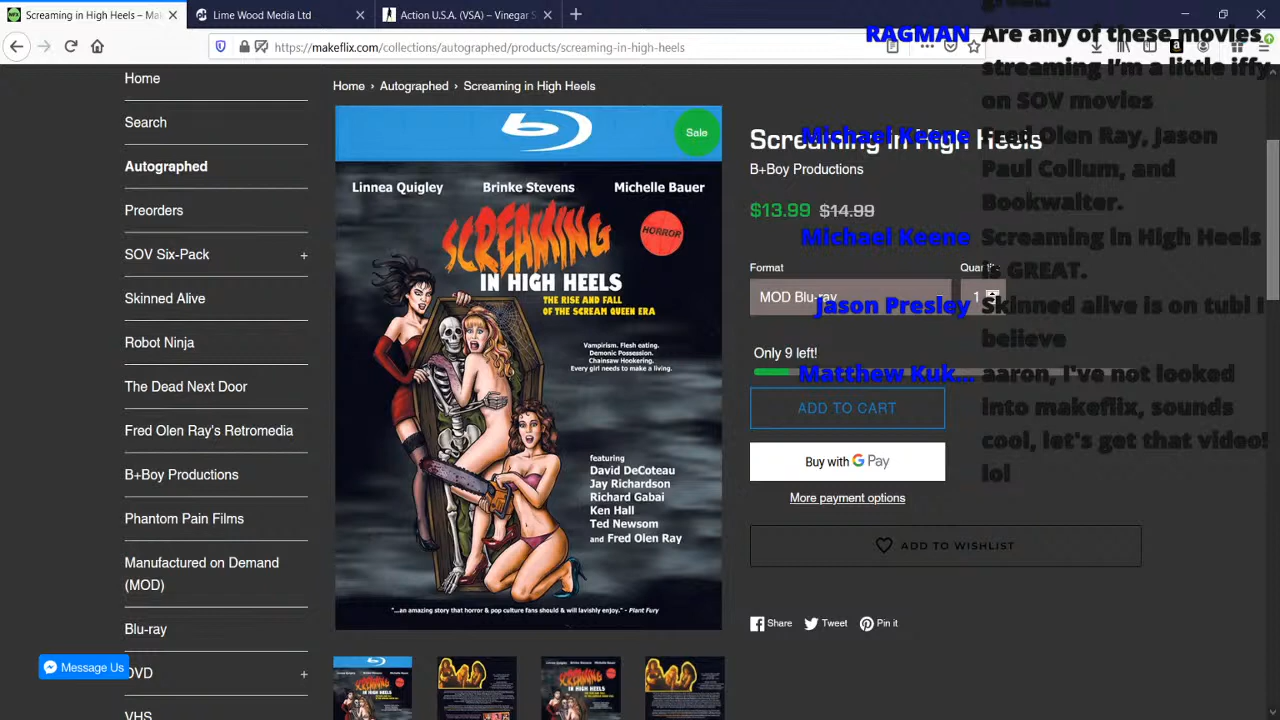 Screaming in High Heels – Mak
Lime Wood Media Ltd
Action U.S.A. (VSA) – Vinegar S
https://makeflix.com/collections/autographed/products/screaming-in-high-heels
Home
Search
Autographed
Preorders
SOV Six-Pack
+
Skinned Alive
Robot Ninja
The Dead Next Door
Fred Olen Ray's Retromedia
B+Boy Productions
Phantom Pain Films
Manufactured on Demand
(MOD)
Blu-ray
DVD
+
VHS
Message Us
Home › Autographed › Screaming in High Heels
Sale
Linnea Quigley Brinke Stevens Michelle Bauer
SCREAMING
HORROR
IN HIGH HEELS
THE RISE AND FALL
OF THE SCREAM QUEEN ERA
Vampirism. Flesh eating.
Demonic Possession.
Chainsaw Hookering.
Every girl needs to make a living.
featuring
David DeCoteau
Jay Richardson
Richard Gabai
Ken Hall
Ted Newsom
and Fred Olen Ray
"...an amazing story that horror & pop culture fans should & will lavishly enjoy." - Plant Fury
Screaming in High Heels
B+Boy Productions
$13.99 $14.99
Format
Quantity
MOD Blu-ray
1
Only 9 left!
ADD TO CART
Buy with G Pay
More payment options
ADD TO WISHLIST
Share
Tweet
Pin it
great!
RAGMAN Are any of these movies
streaming I'm a little iffy
on SOV movies
Michael Keene Fred Olen Ray, Jason
Paul Collum, and
Bookwalter.
Michael Keene Screaming In High Heels
is GREAT.
Jason Presley Skinned alive is on tubI I
believe
Matthew Kuk... aaron, I've not looked
into makeflix, sounds
cool, let's get that video!
lol